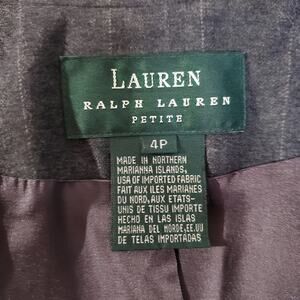 LAUREN
RALPH LAUREN
PETITE
4P
MADE IN NORTHERN
MARIANNA ISLANDS,
USA OF IMPORTED FABRIC
FAIT AUX ILES MARIANES
DU NORD, AUX ETATS-
UNIS DE TISSU IMPORTE
HECHO EN LAS ISLAS
MARIANA DEL NORDE, EE.UU
DE TELAS IMPORTADAS